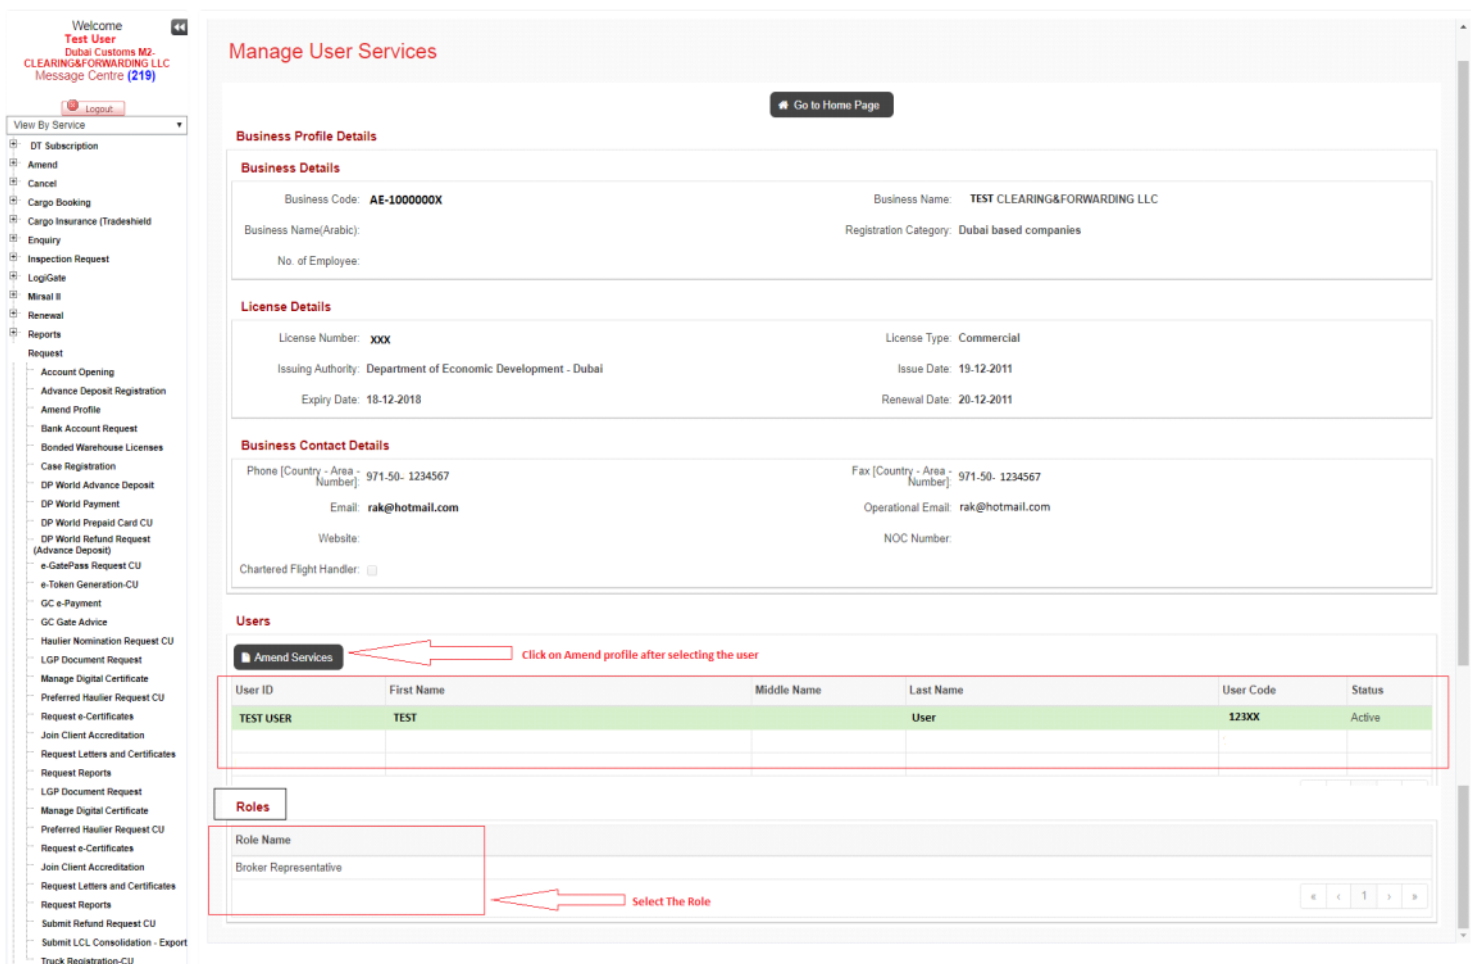 Welcome
Test User
Dubai Customs M2-
CLEARING&FORWARDING LLC
Message Centre (219)
Logout
View By Service
DT Subscription
Amend
Cancel
Cargo Booking
Cargo Insurance (Tradeshield
Enquiry
Inspection Request
LogiGate
Mirsal II
Renewal
Reports
Request
Account Opening
Advance Deposit Registration
Amend Profile
Bank Account Request
Bonded Warehouse Licenses
Case Registration
DP World Advance Deposit
DP World Payment
DP World Prepaid Card CU
DP World Refund Request
(Advance Deposit)
e-GatePass Request CU
e-Token Generation-CU
GC e-Payment
GC Gate Advice
Haulier Nomination Request CU
LGP Document Request
Manage Digital Certificate
Preferred Haulier Request CU
Request e-Certificates
Join Client Accreditation
Request Letters and Certificates
Request Reports
LGP Document Request
Manage Digital Certificate
Preferred Haulier Request CU
Request e-Certificates
Join Client Accreditation
Request Letters and Certificates
Request Reports
Submit Refund Request CU
Submit LCL Consolidation - Export
Truck Registration-CU
Manage User Services
Go to Home Page
Business Profile Details
Business Details
Business Code: AE-1000000X Business Name: TEST CLEARING&FORWARDING LLC
Business Name(Arabic): Registration Category: Dubai based companies
No. of Employee:
License Details
License Number: XXX License Type: Commercial
Issuing Authority: Department of Economic Development - Dubai Issue Date: 19-12-2011
Expiry Date: 18-12-2018 Renewal Date: 20-12-2011
Business Contact Details
Phone [Country - Area - Number]: 971-50- 1234567 Fax [Country - Area - Number]: 971-50- 1234567
Email: rak@hotmail.com Operational Email: rak@hotmail.com
Website: NOC Number:
Chartered Flight Handler:
Users
Amend Services Click on Amend profile after selecting the user
User ID First Name Middle Name Last Name User Code Status
TEST USER TEST User 123XX Active
Roles
Role Name
Broker Representative
Select The Role
« ‹ 1 › »